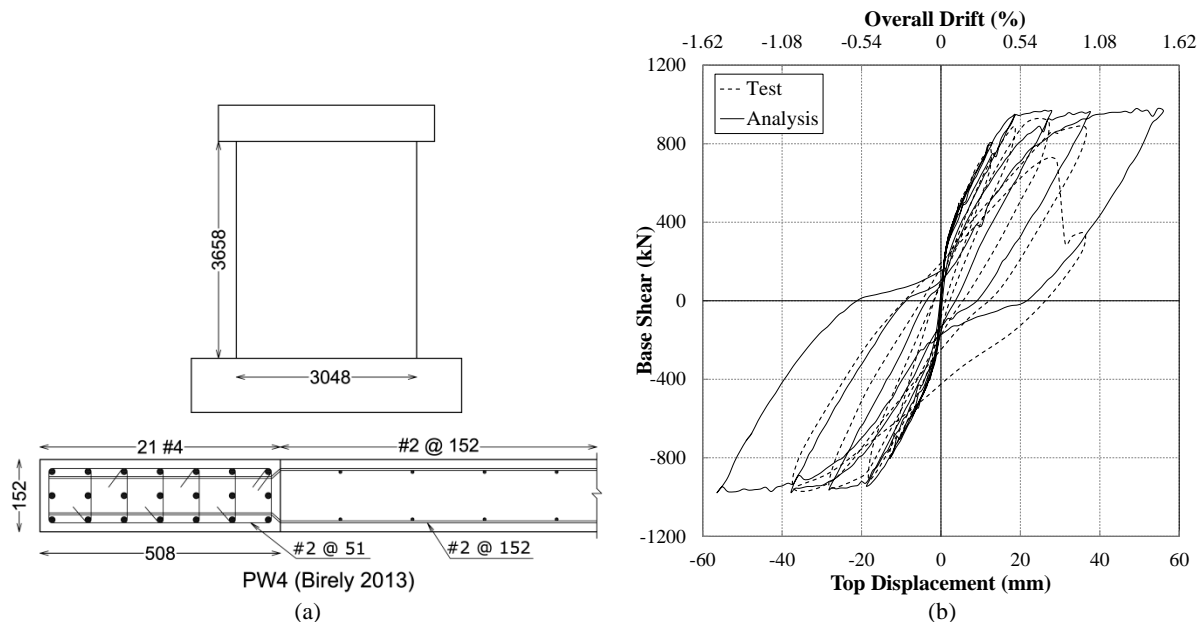 3658
3048
21 #4
#2 @ 152
152
508
#2 @ 51
#2 @ 152
PW4 (Birely 2013)
(a)
Overall Drift (%)
-1.62 -1.08 -0.54 0 0.54 1.08 1.62
Test
Analysis
Base Shear (kN)
1200
800
400
0
-400
-800
-1200
-60 -40 -20 0 20 40 60
Top Displacement (mm)
(b)